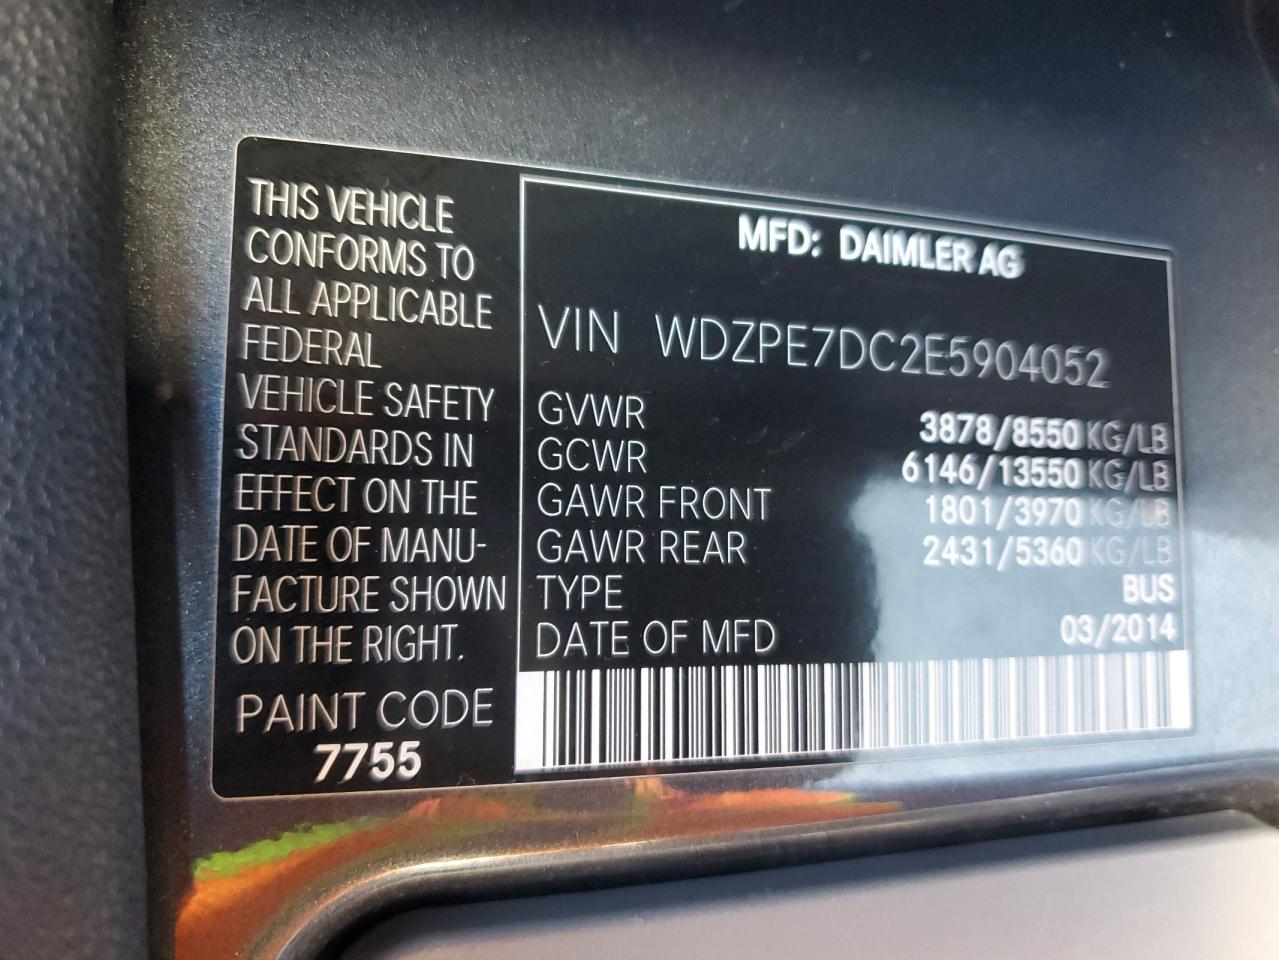 THIS VEHICLE
CONFORMS TO
ALL APPLICABLE
FEDERAL
VEHICLE SAFETY
STANDARDS IN
EFFECT ON THE
DATE OF MANU-
FACTURE SHOWN
ON THE RIGHT.
PAINT CODE
7755
MFD: DAIMLER AG
VIN WDZPE7DC2E5904052
GVWR 3878/8550 KG/LB
GCWR 6146/13550 KG/LB
GAWR FRONT 1801/3970 KG/LB
GAWR REAR 2431/5360 KG/LB
TYPE BUS
DATE OF MFD 03/2014